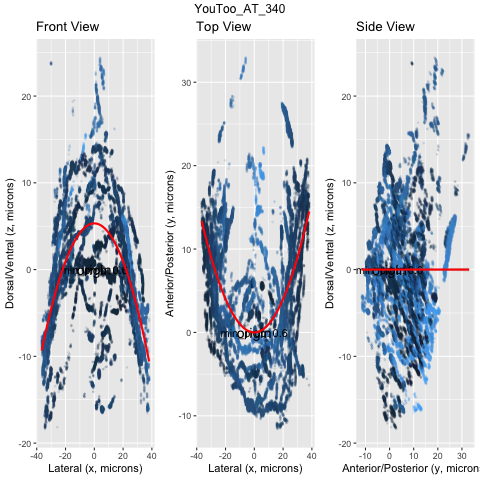 YouToo_AT_340
Front View
Top View
Side View
Dorsal/Ventral (z, microns)
20
10
0
-10
-20
-40 -20 0 20 40
Lateral (x, microns)
Anterior/Posterior (y, microns)
30
20
10
0
-10
-40 -20 0 20 40
Lateral (x, microns)
Dorsal/Ventral (z, microns)
20
10
0
-10
-20
-10 0 10 20 30
Anterior/Posterior (y, micron